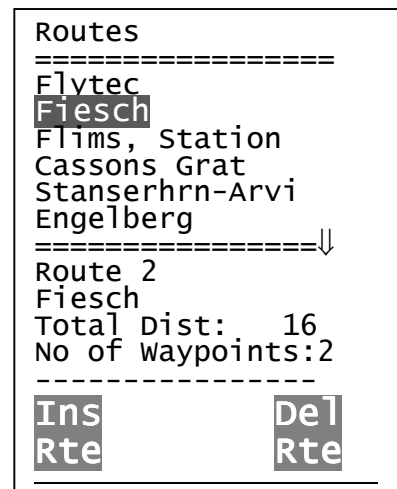 Routes
=================
Flytec
Fiesch
Flims, Station
Cassons Grat
Stanserhrn-Arvi
Engelberg
================⇓
Route 2
Fiesch
Total Dist: 16
No of Waypoints:2
----------------
Ins Del
Rte Rte